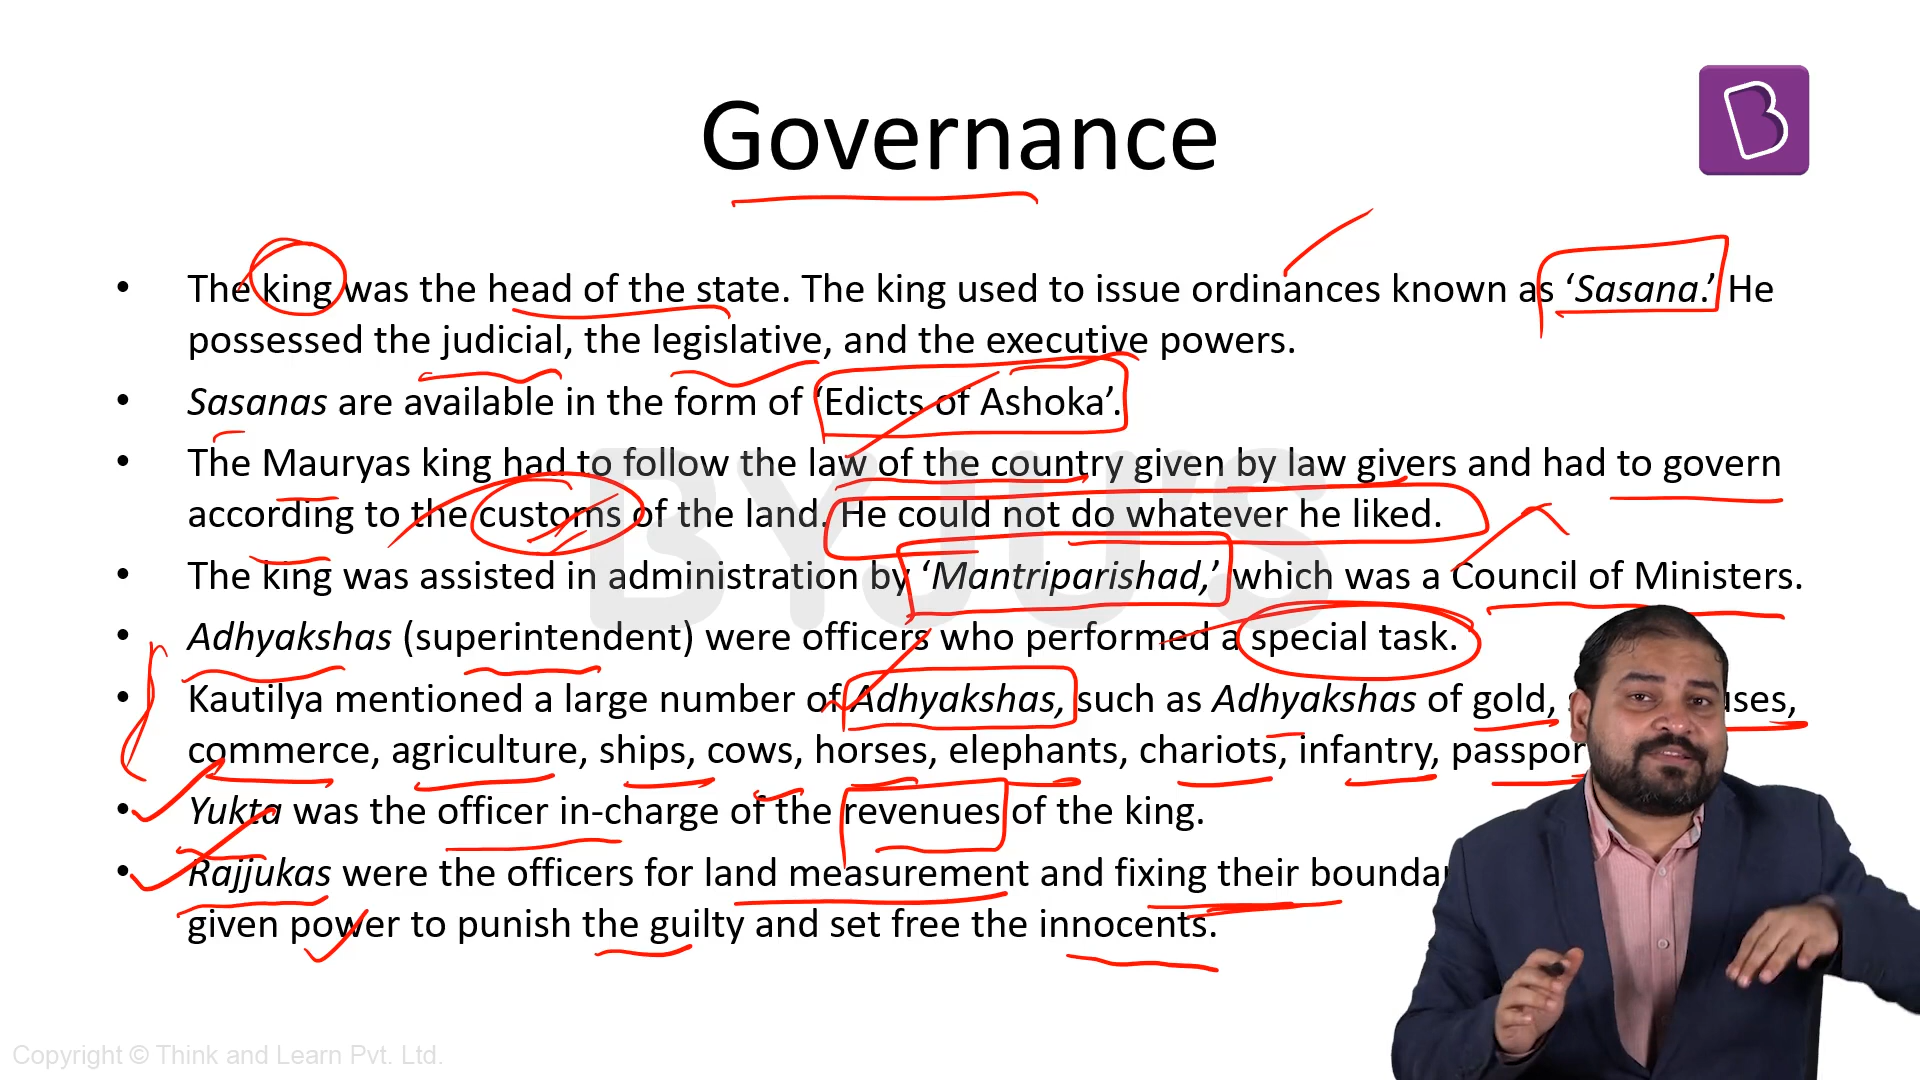 Governance
B
• The king was the head of the state. The king used to issue ordinances known as ‘Sasana.’ He
possessed the judicial, the legislative, and the executive powers.
• Sasanas are available in the form of ‘Edicts of Ashoka’.
• The Mauryas king had to follow the law of the country given by law givers and had to govern
according to the customs of the land. He could not do whatever he liked.
• The king was assisted in administration by ‘Mantriparishad,’ which was a Council of Ministers.
• Adhyakshas (superintendent) were officers who performed a special task.
• Kautilya mentioned a large number of Adhyakshas, such as Adhyakshas of gold,
commerce, agriculture, ships, cows, horses, elephants, chariots, infantry,
• Yukta was the officer in-charge of the revenues of the king.
• Rajjukas were the officers for land measurement and fixing their
given power to punish the guilty and set free the innocents.
BYJU'S
Copyright © Think and Learn Pvt. Ltd.